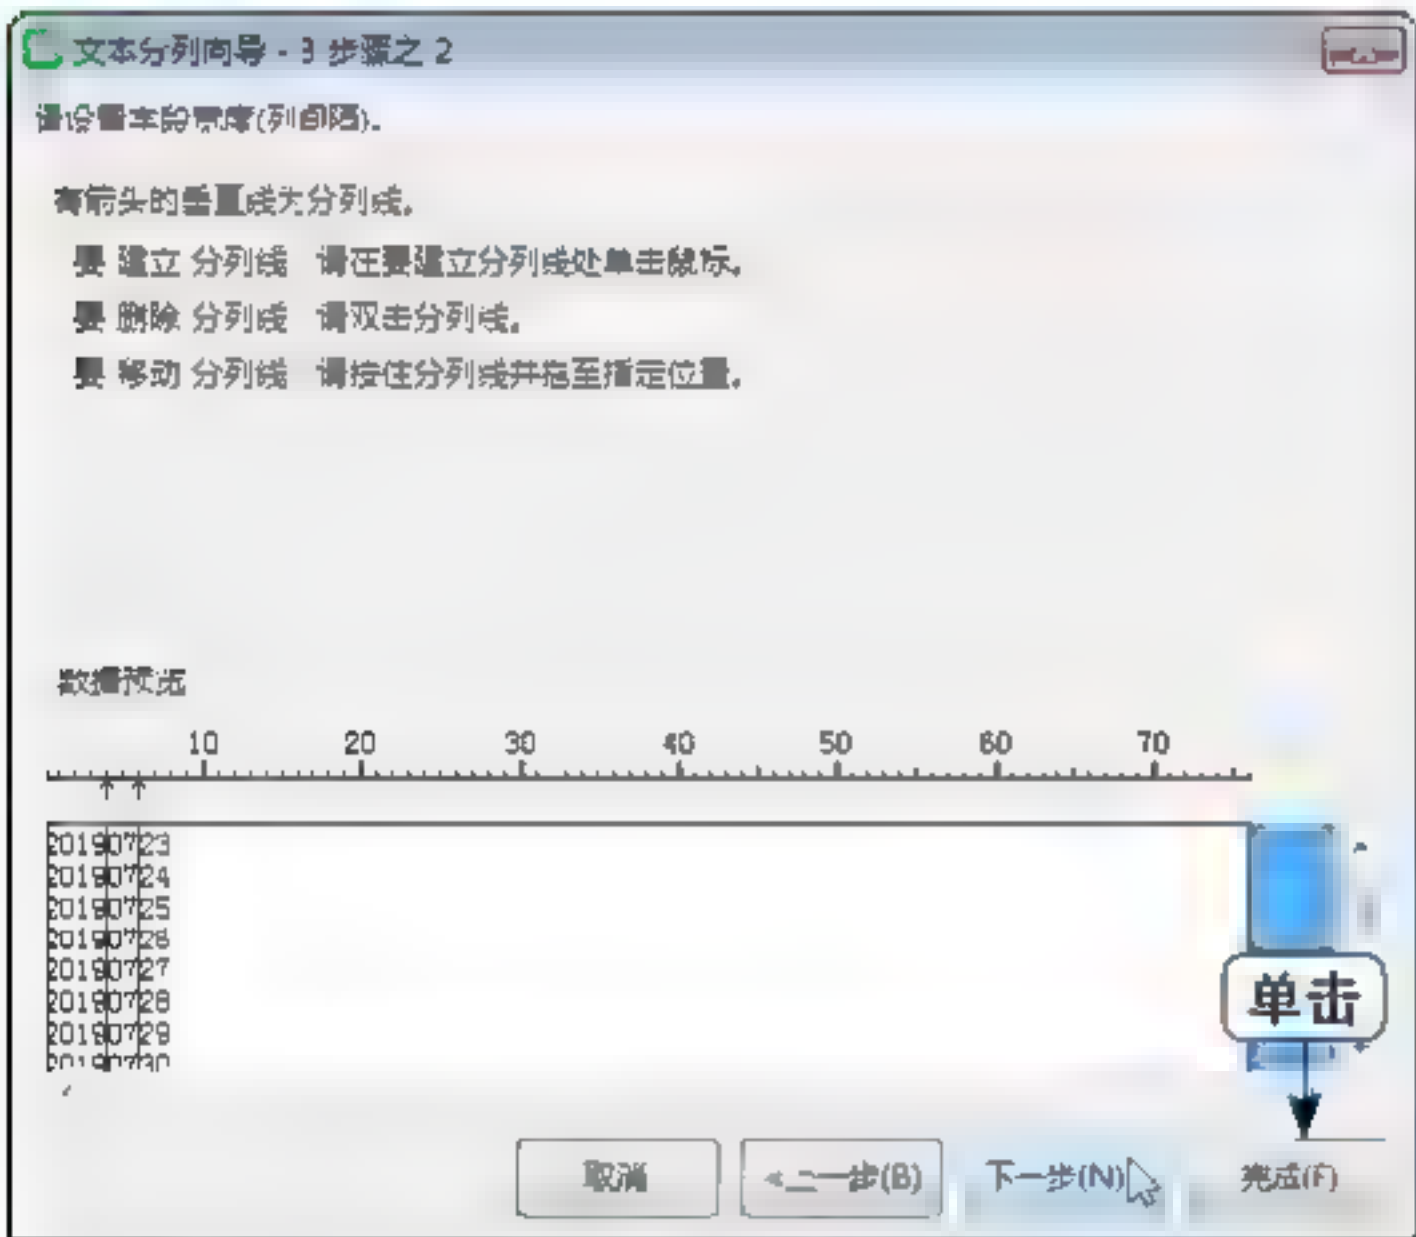 文本分列向导 - 3 步骤之 2
请设置字段宽度(列间隔).
有箭头的垂直线为分列线.
要 建立 分列线 请在要建立分列线处单击鼠标.
要 删除 分列线 请双击分列线.
要 移动 分列线 请按住分列线并拖至指定位置.
数据预览
10 20 30 40 50 60 70
20190723
20190724
20190725
20190726
20190727
20190728
20190729
20190730
单击
取消 <上一步(B) 下一步(N) 完成(F)